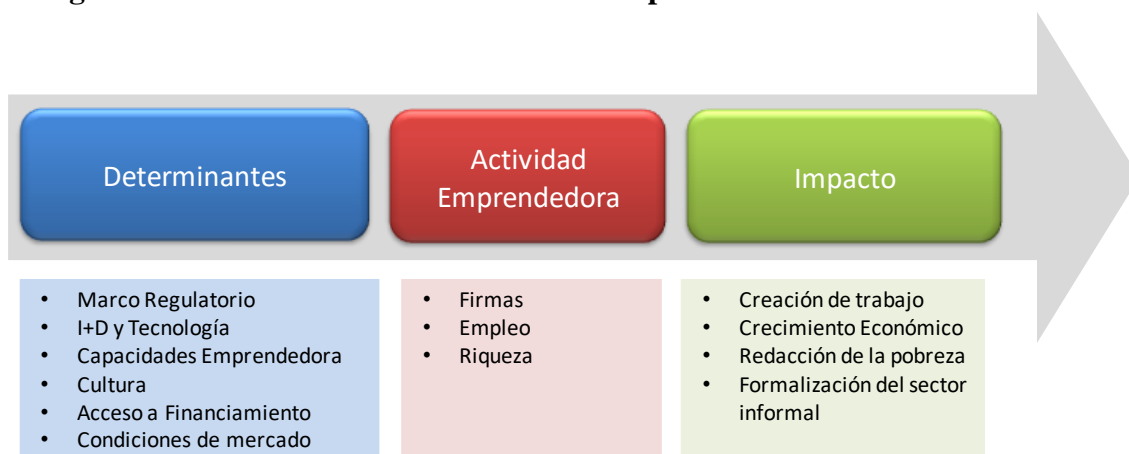 Determinantes
Actividad
Emprendedora
Impacto
• Marco Regulatorio
• I+D y Tecnología
• Capacidades Emprendedora
• Cultura
• Acceso a Financiamiento
• Condiciones de mercado
• Firmas
• Empleo
• Riqueza
• Creación de trabajo
• Crecimiento Económico
• Redacción de la pobreza
• Formalización del sector
informal